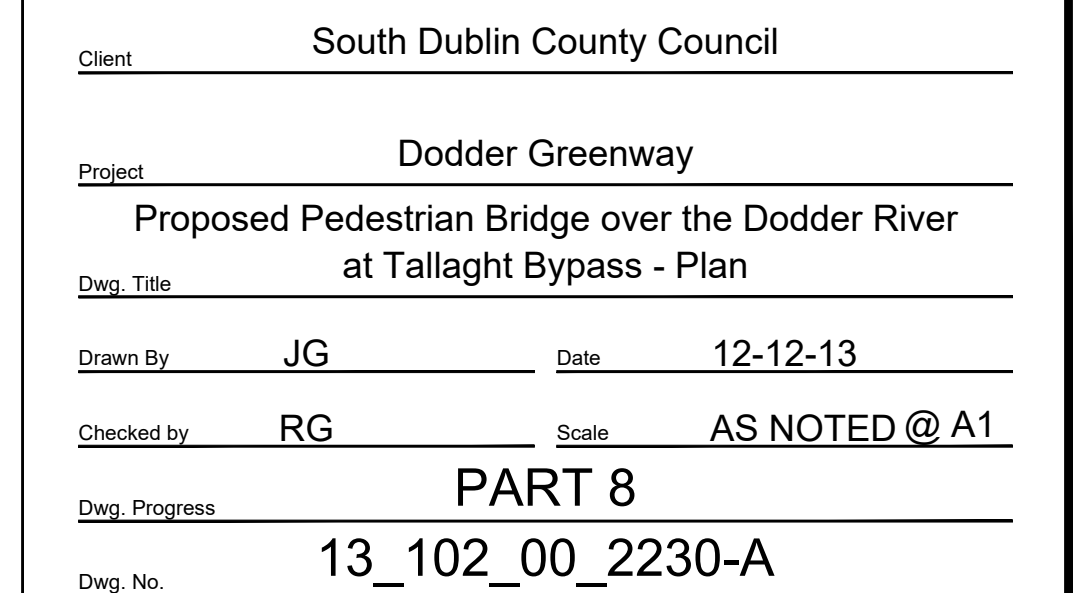 Client South Dublin County Council
Project Dodder Greenway
Proposed Pedestrian Bridge over the Dodder River
Dwg. Title at Tallaght Bypass - Plan
Drawn By JG Date 12-12-13
Checked by RG Scale AS NOTED @ A1
Dwg. Progress PART 8
Dwg. No. 13_102_00_2230-A